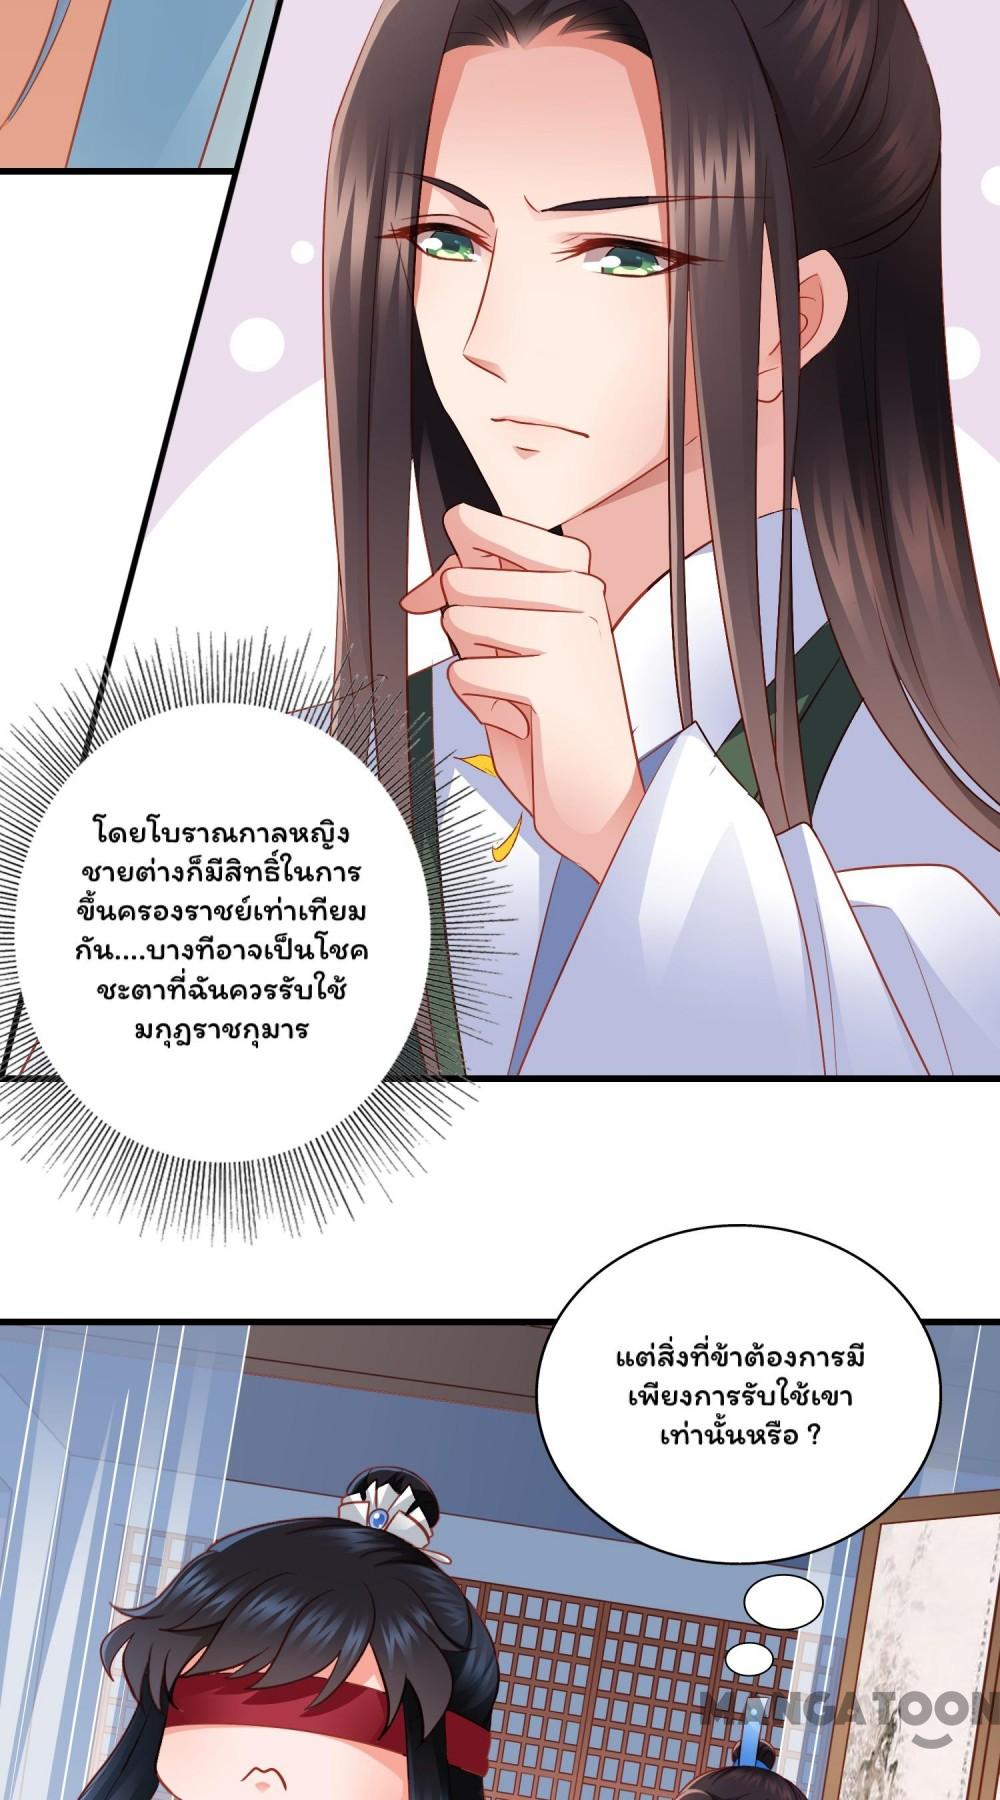 โดยโบราณกาลหญิง
ชายต่างก็มีสิทธิ์ในการ
ขึ้นครองราชย์เท่าเทียม
กัน....บางทีอาจเป็นโชค
ชะตาที่ฉันควรรับใช้
มกุฎราชกุมาร
แต่สิ่งที่ข้าต้องการมี
เพียงการรับใช้เขา
เท่านั้นหรือ ?
MANGATOON